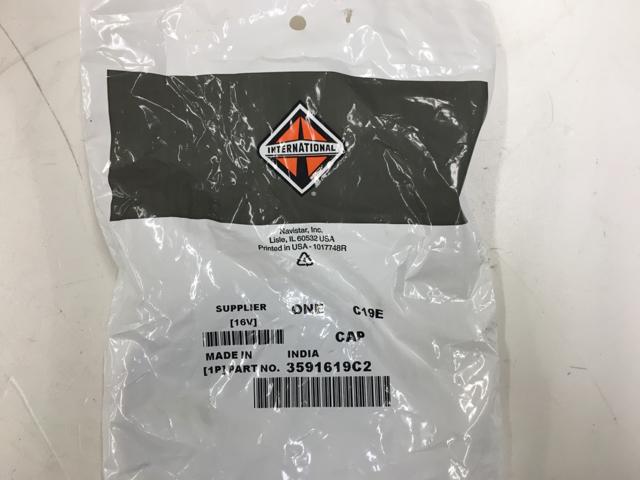 INTERNATIONAL
®
Navistar, Inc.
Lisle, IL 60532 USA
Printed in USA - 1017748R
SUPPLIER ONE C19E
[16V]
CAP
MADE IN INDIA
[1P] PART NO. 3591619C2